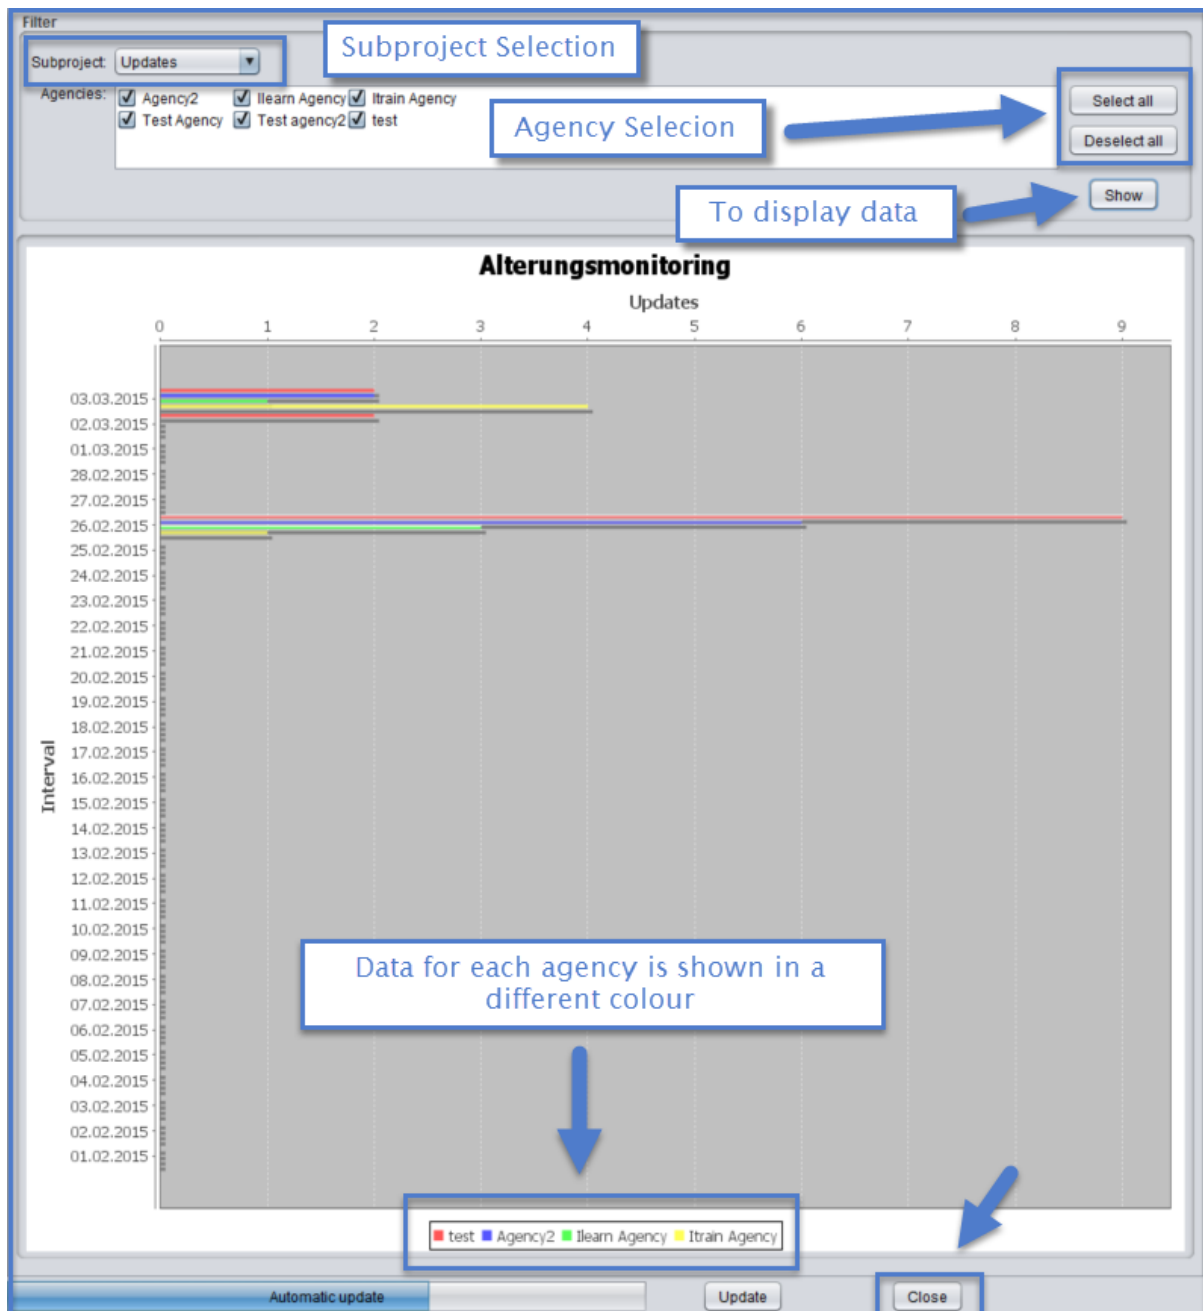 Filter
Subproject Selection
Subproject: Updates
Agencies: Agency2 Ilearn Agency Itrain Agency
Test Agency Test agency2 test
Select all
Agency Selecion
Deselect all
To display data
Show
Alterungsmonitoring
Updates
0 1 2 3 4 5 6 7 8 9
03.03.2015
02.03.2015
01.03.2015
28.02.2015
27.02.2015
26.02.2015
25.02.2015
24.02.2015
23.02.2015
22.02.2015
21.02.2015
20.02.2015
19.02.2015
18.02.2015
17.02.2015
16.02.2015
15.02.2015
14.02.2015
13.02.2015
12.02.2015
11.02.2015
10.02.2015
09.02.2015
08.02.2015
07.02.2015
06.02.2015
05.02.2015
04.02.2015
03.02.2015
02.02.2015
01.02.2015
Interval
Data for each agency is shown in a
different colour
test Agency2 Ilearn Agency Itrain Agency
Automatic update
Update
Close